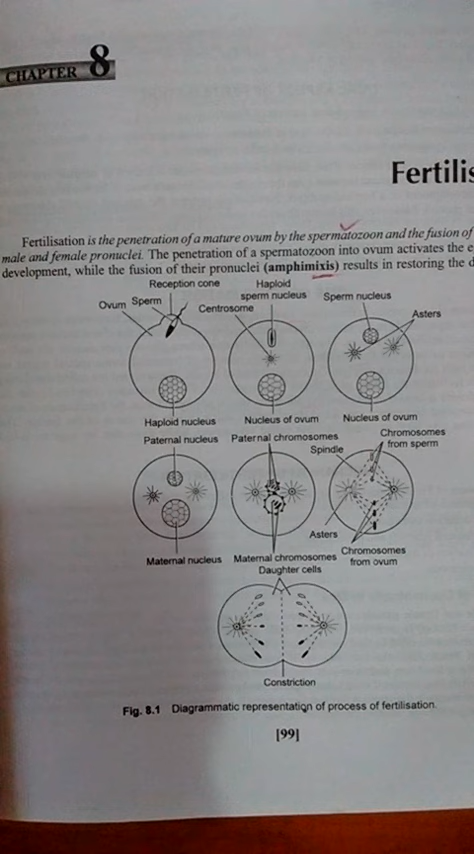 CHAPTER 8
Fertilis
Fertilisation is the penetration of a mature ovum by the spermatozoon and the fusion of
male and female pronuclei. The penetration of a spermatozoon into ovum activates the e
development, while the fusion of their pronuclei (amphimixis) results in restoring the d
Reception cone
Haploid
sperm nucleus
Sperm nucleus
Ovum
Sperm
Centrosome
Asters
Haploid nucleus
Nucleus of ovum
Nucleus of ovum
Paternal nucleus
Paternal chromosomes
Chromosomes
from sperm
Spindle
Asters
Maternal nucleus
Maternal chromosomes
Chromosomes
from ovum
Daughter cells
Constriction
Fig. 8.1 Diagrammatic representation of process of fertilisation.
[99]